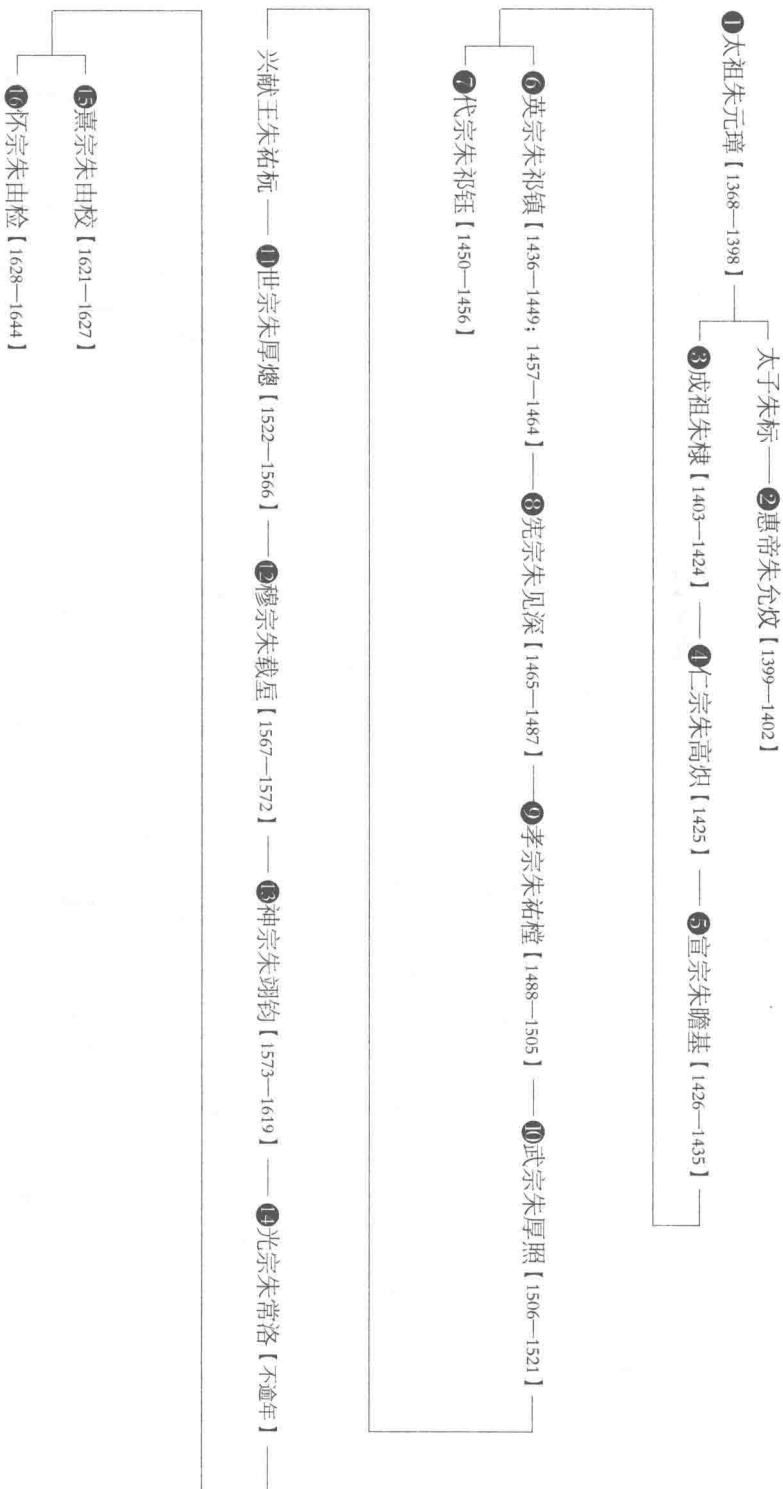 ❶太祖朱元璋【1368—1398】
太子朱标——❷惠帝朱允炆【1399—1402】
❸成祖朱棣【1403—1424】——❹仁宗朱高炽【1425】——❺宣宗朱瞻基【1426—1435】
❻英宗朱祁镇【1436—1449；1457—1464】——❽宪宗朱见深【1465—1487】——❾孝宗朱祐樘【1488—1505】——❿武宗朱厚照【1506—1521】
❼代宗朱祁钰【1450—1456】
兴献王朱祐杬——⓫世宗朱厚熜【1522—1566】——⓬穆宗朱载垕【1567—1572】——⓭神宗朱翊钧【1573—1619】——⓮光宗朱常洛【不逾年】
⓯熹宗朱由校【1621—1627】
⓰怀宗朱由检【1628—1644】